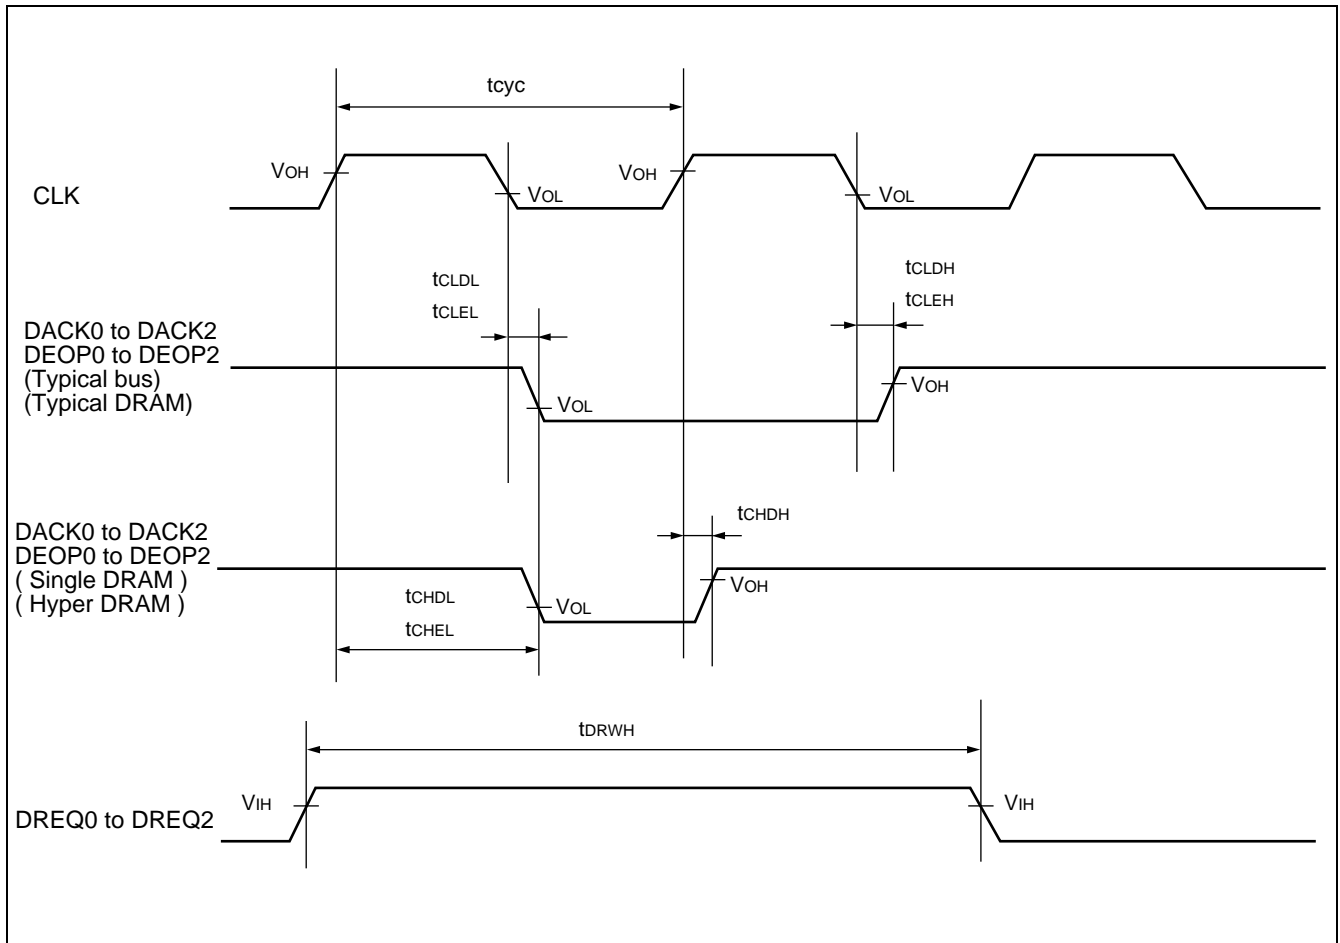 tcyc
VOH
VOL
VOH
VOL
CLK
tCLDL
tCLEL
tCLDH
tCLEH
DACK0 to DACK2
DEOP0 to DEOP2
(Typical bus)
(Typical DRAM)
VOL
VOH
DACK0 to DACK2
DEOP0 to DEOP2
( Single DRAM )
( Hyper DRAM )
tCHDH
VOH
VOL
tCHDL
tCHEL
tDRWH
VIH
VIH
DREQ0 to DREQ2